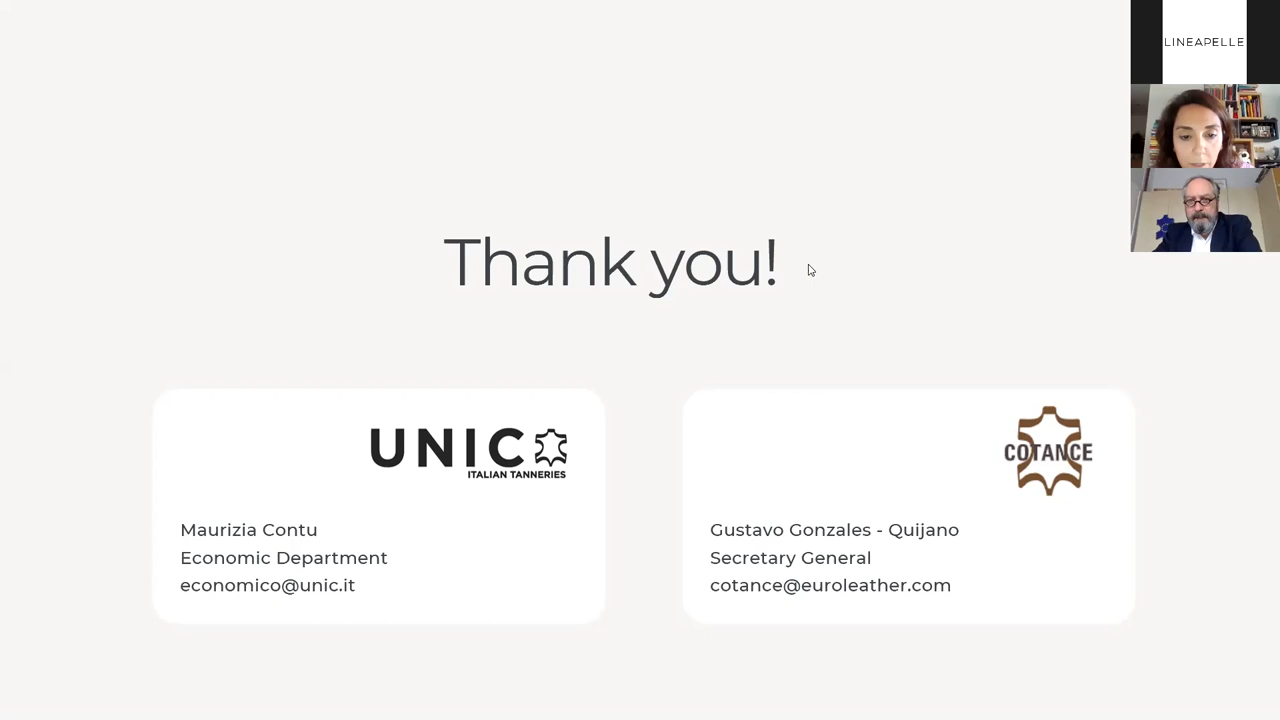 LINEAPELLE
Thank you!
UNIC
ITALIAN TANNERIES
Maurizia Contu
Economic Department
economico@unic.it
COTANCE
Gustavo Gonzales - Quijano
Secretary General
cotance@euroleather.com